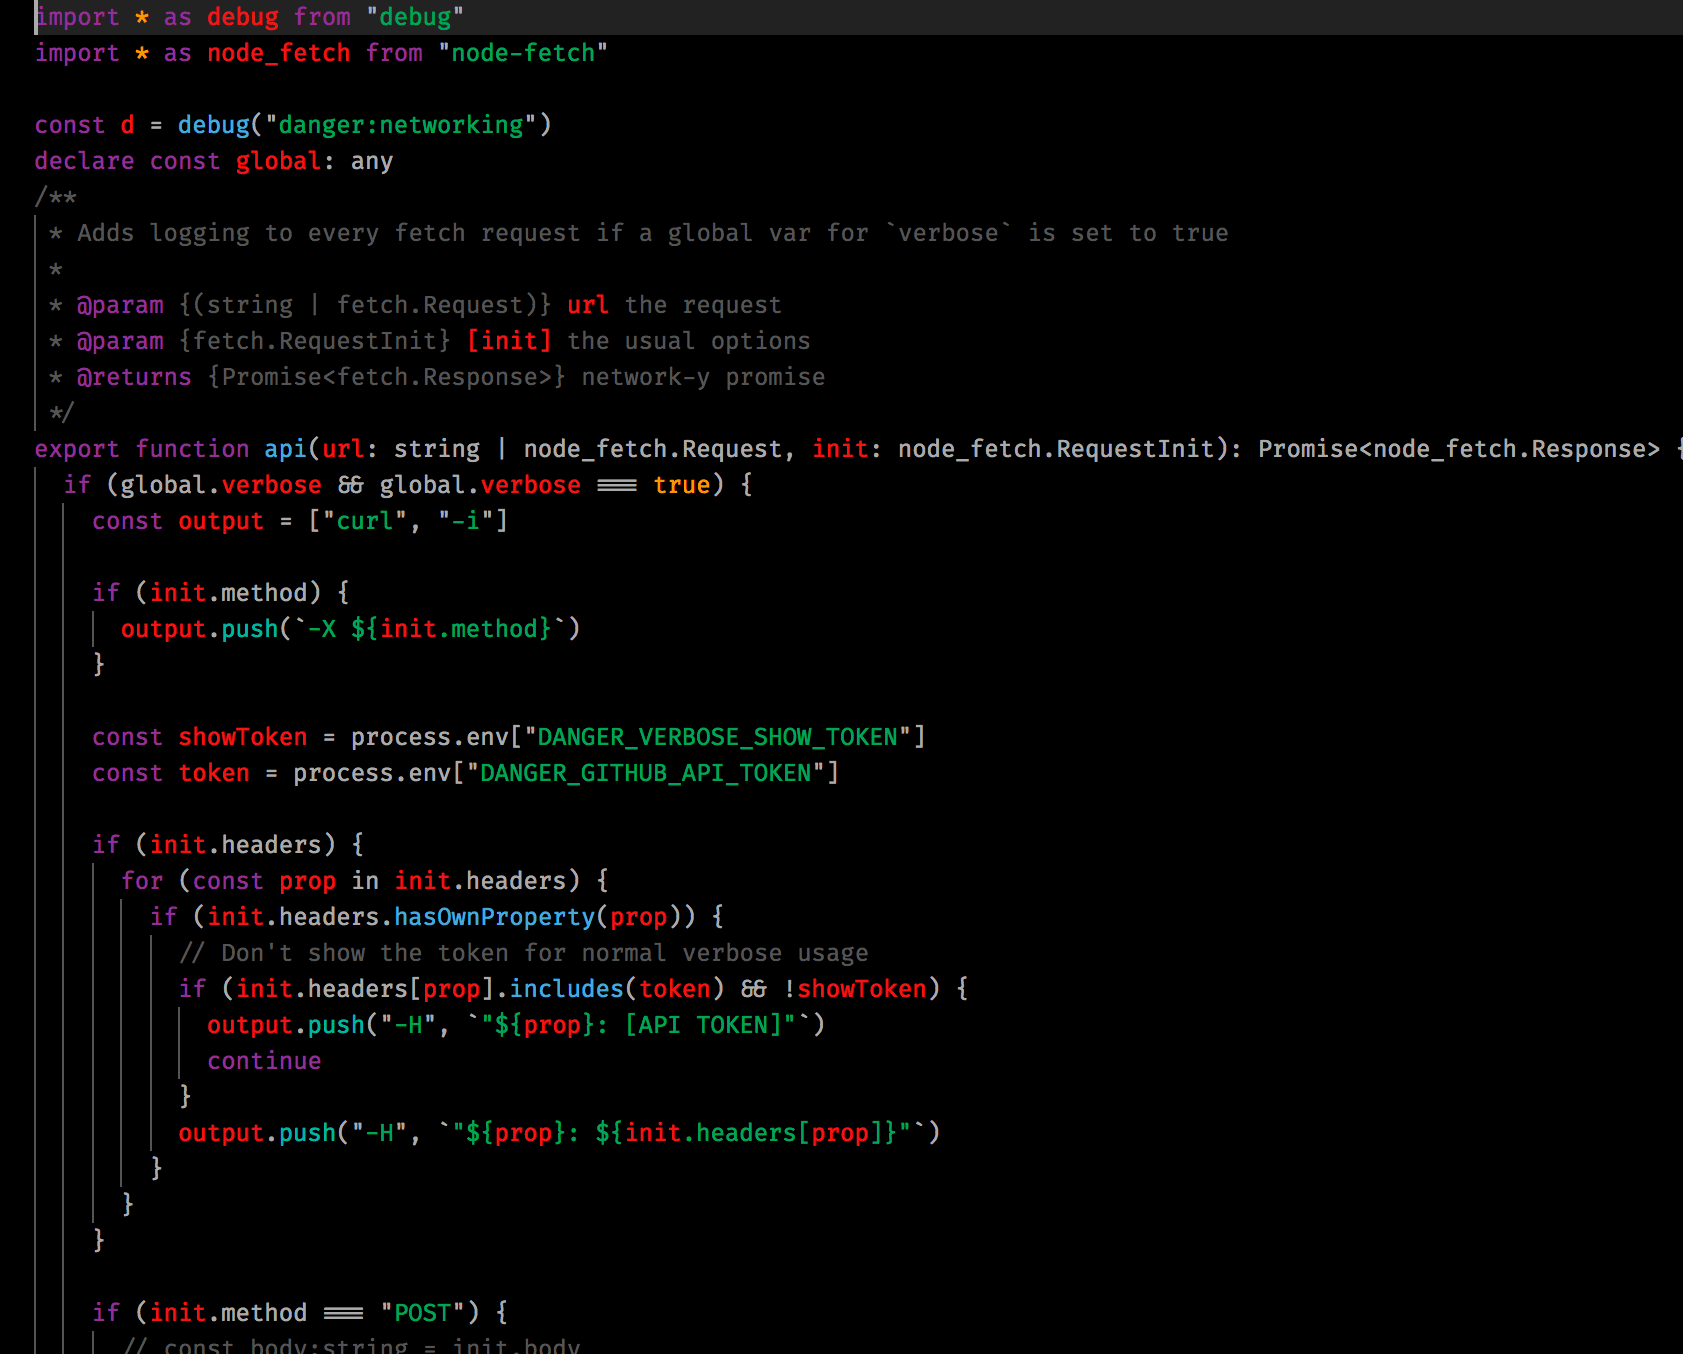 import * as debug from "debug"
import * as node_fetch from "node-fetch"

const d = debug("danger:networking")
declare const global: any
/**
 * Adds logging to every fetch request if a global var for `verbose` is set to true
 *
 * @param {(string | fetch.Request)} url the request
 * @param {fetch.RequestInit} [init] the usual options
 * @returns {Promise<fetch.Response>} network-y promise
 */
export function api(url: string | node_fetch.Request, init: node_fetch.RequestInit): Promise<node_fetch.Response> {
  if (global.verbose && global.verbose === true) {
    const output = ["curl", "-i"]

    if (init.method) {
      output.push(`-X ${init.method}`)
    }

    const showToken = process.env["DANGER_VERBOSE_SHOW_TOKEN"]
    const token = process.env["DANGER_GITHUB_API_TOKEN"]

    if (init.headers) {
      for (const prop in init.headers) {
        if (init.headers.hasOwnProperty(prop)) {
          // Don't show the token for normal verbose usage
          if (init.headers[prop].includes(token) && !showToken) {
            output.push("-H", `"${prop}: [API TOKEN]"`)
            continue
          }
          output.push("-H", `"${prop}: ${init.headers[prop]}"`)
        }
      }
    }

    if (init.method === "POST") {
      // const body:string = init.body